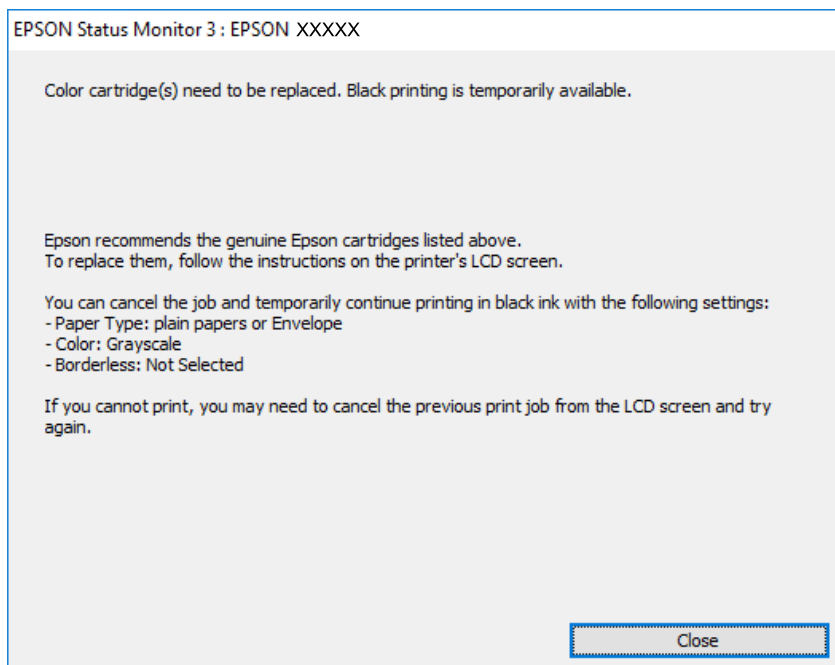 EPSON Status Monitor 3 : EPSON XXXXX
Color cartridge(s) need to be replaced. Black printing is temporarily available.
Epson recommends the genuine Epson cartridges listed above.
To replace them, follow the instructions on the printer's LCD screen.
You can cancel the job and temporarily continue printing in black ink with the following settings:
- Paper Type: plain papers or Envelope
- Color: Grayscale
- Borderless: Not Selected
If you cannot print, you may need to cancel the previous print job from the LCD screen and try
again.
Close